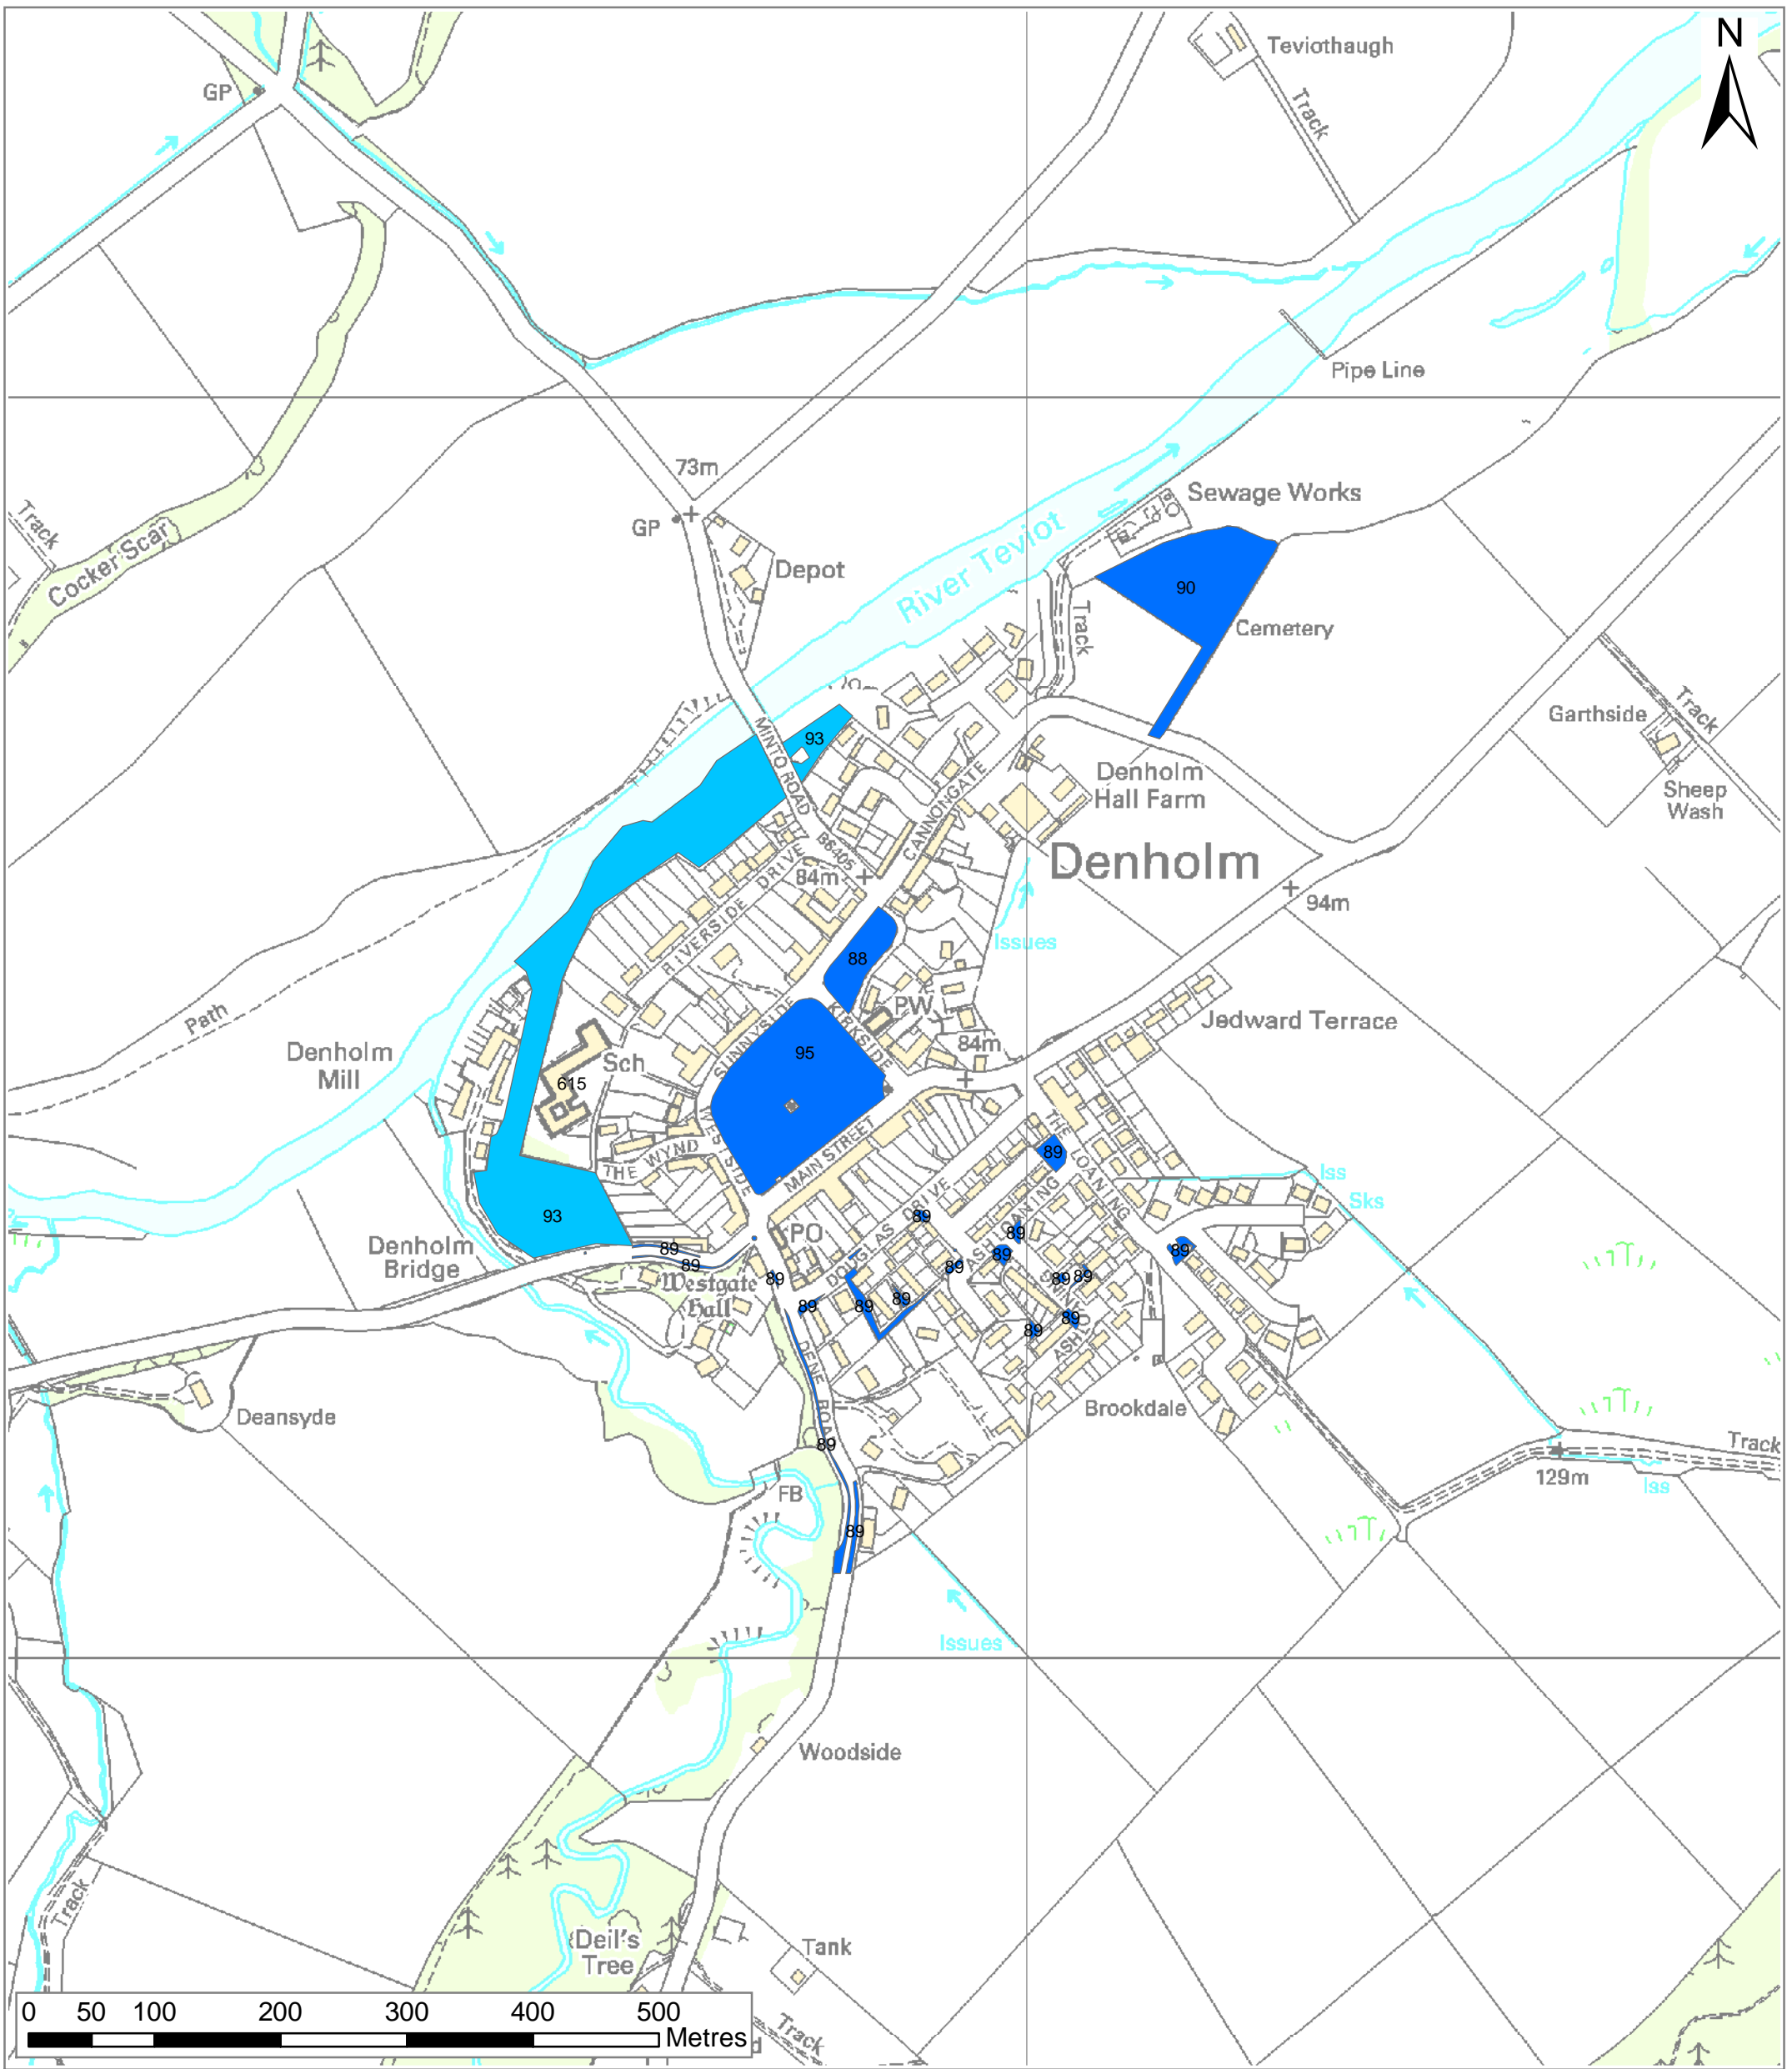 N
Teviothaugh
GP
Track
Pipe Line
73m
Sewage Works
GP
Track
Cocker Scar
Depot
River Teviot
90
Track
Cemetery
Garthside
Track
Sheep
Wash
93
MINTO ROAD
Denholm
Hall Farm
CANNONGATE
B6405
Denholm
84m
RIVERSIDE DRIVE
94m
Issues
88
Path
PW
Jedward Terrace
SUNNYSIDE
KIRKSIDE
95
84m
Denholm
Mill
Sch
615
WESTSIDE
MAIN STREET
THE WYND
THE LOANING
89
Iss
Sks
93
DOUGLAS DRIVE
89
89
PO
Denholm
Bridge
89
89
89
89
89
Westgate
Hall
89
89
89
89
89
89
89
89
DENE ROAD
Brookdale
Deansyde
89
Track
129m
Iss
FB
89
Issues
Woodside
Track
Deil's
Tree
Tank
0 50 100 200 300 400 500
Metres
Track